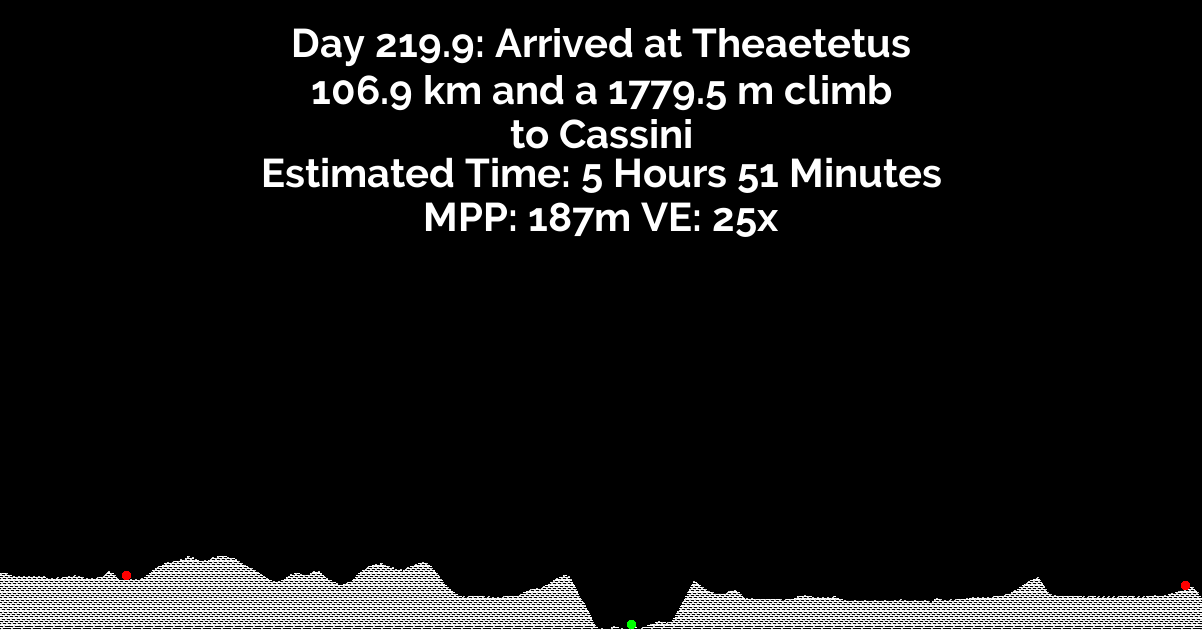 Day 219.9: Arrived at Theaetetus
106.9 km and a 1779.5 m climb
to Cassini
Estimated Time: 5 Hours 51 Minutes
MPP: 187m VE: 25x